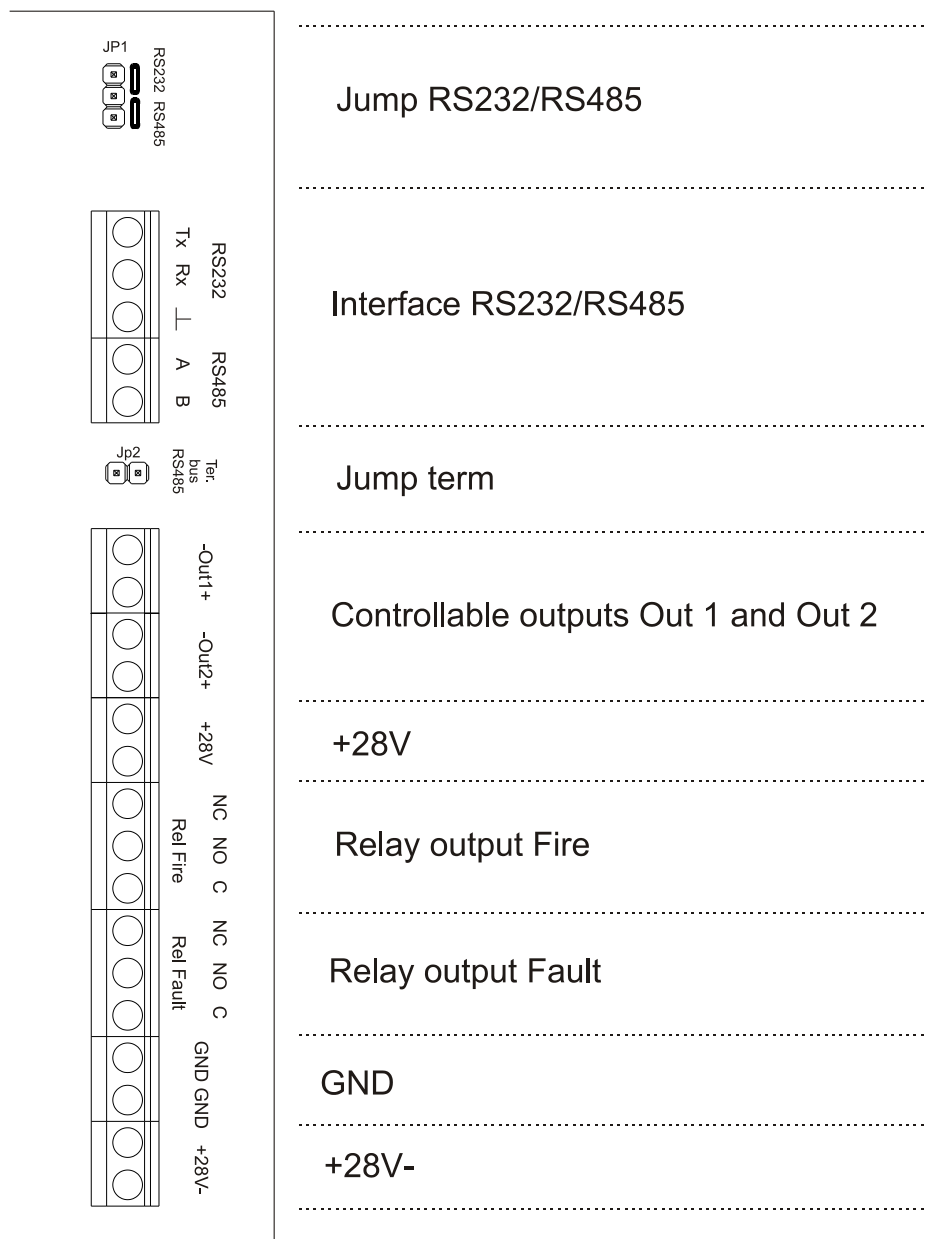 JP1
RS232 RS485
Jump RS232/RS485
Tx Rx
RS232
A B
RS485
Interface RS232/RS485
Jp2
Ter.
bus
RS485
Jump term
-Out1+
-Out2+
Controllable outputs Out 1 and Out 2
+28V
+28V
NC NO C
Rel Fire
Relay output Fire
NC NO C
Rel Fault
Relay output Fault
GND GND
GND
+28V-
+28V-